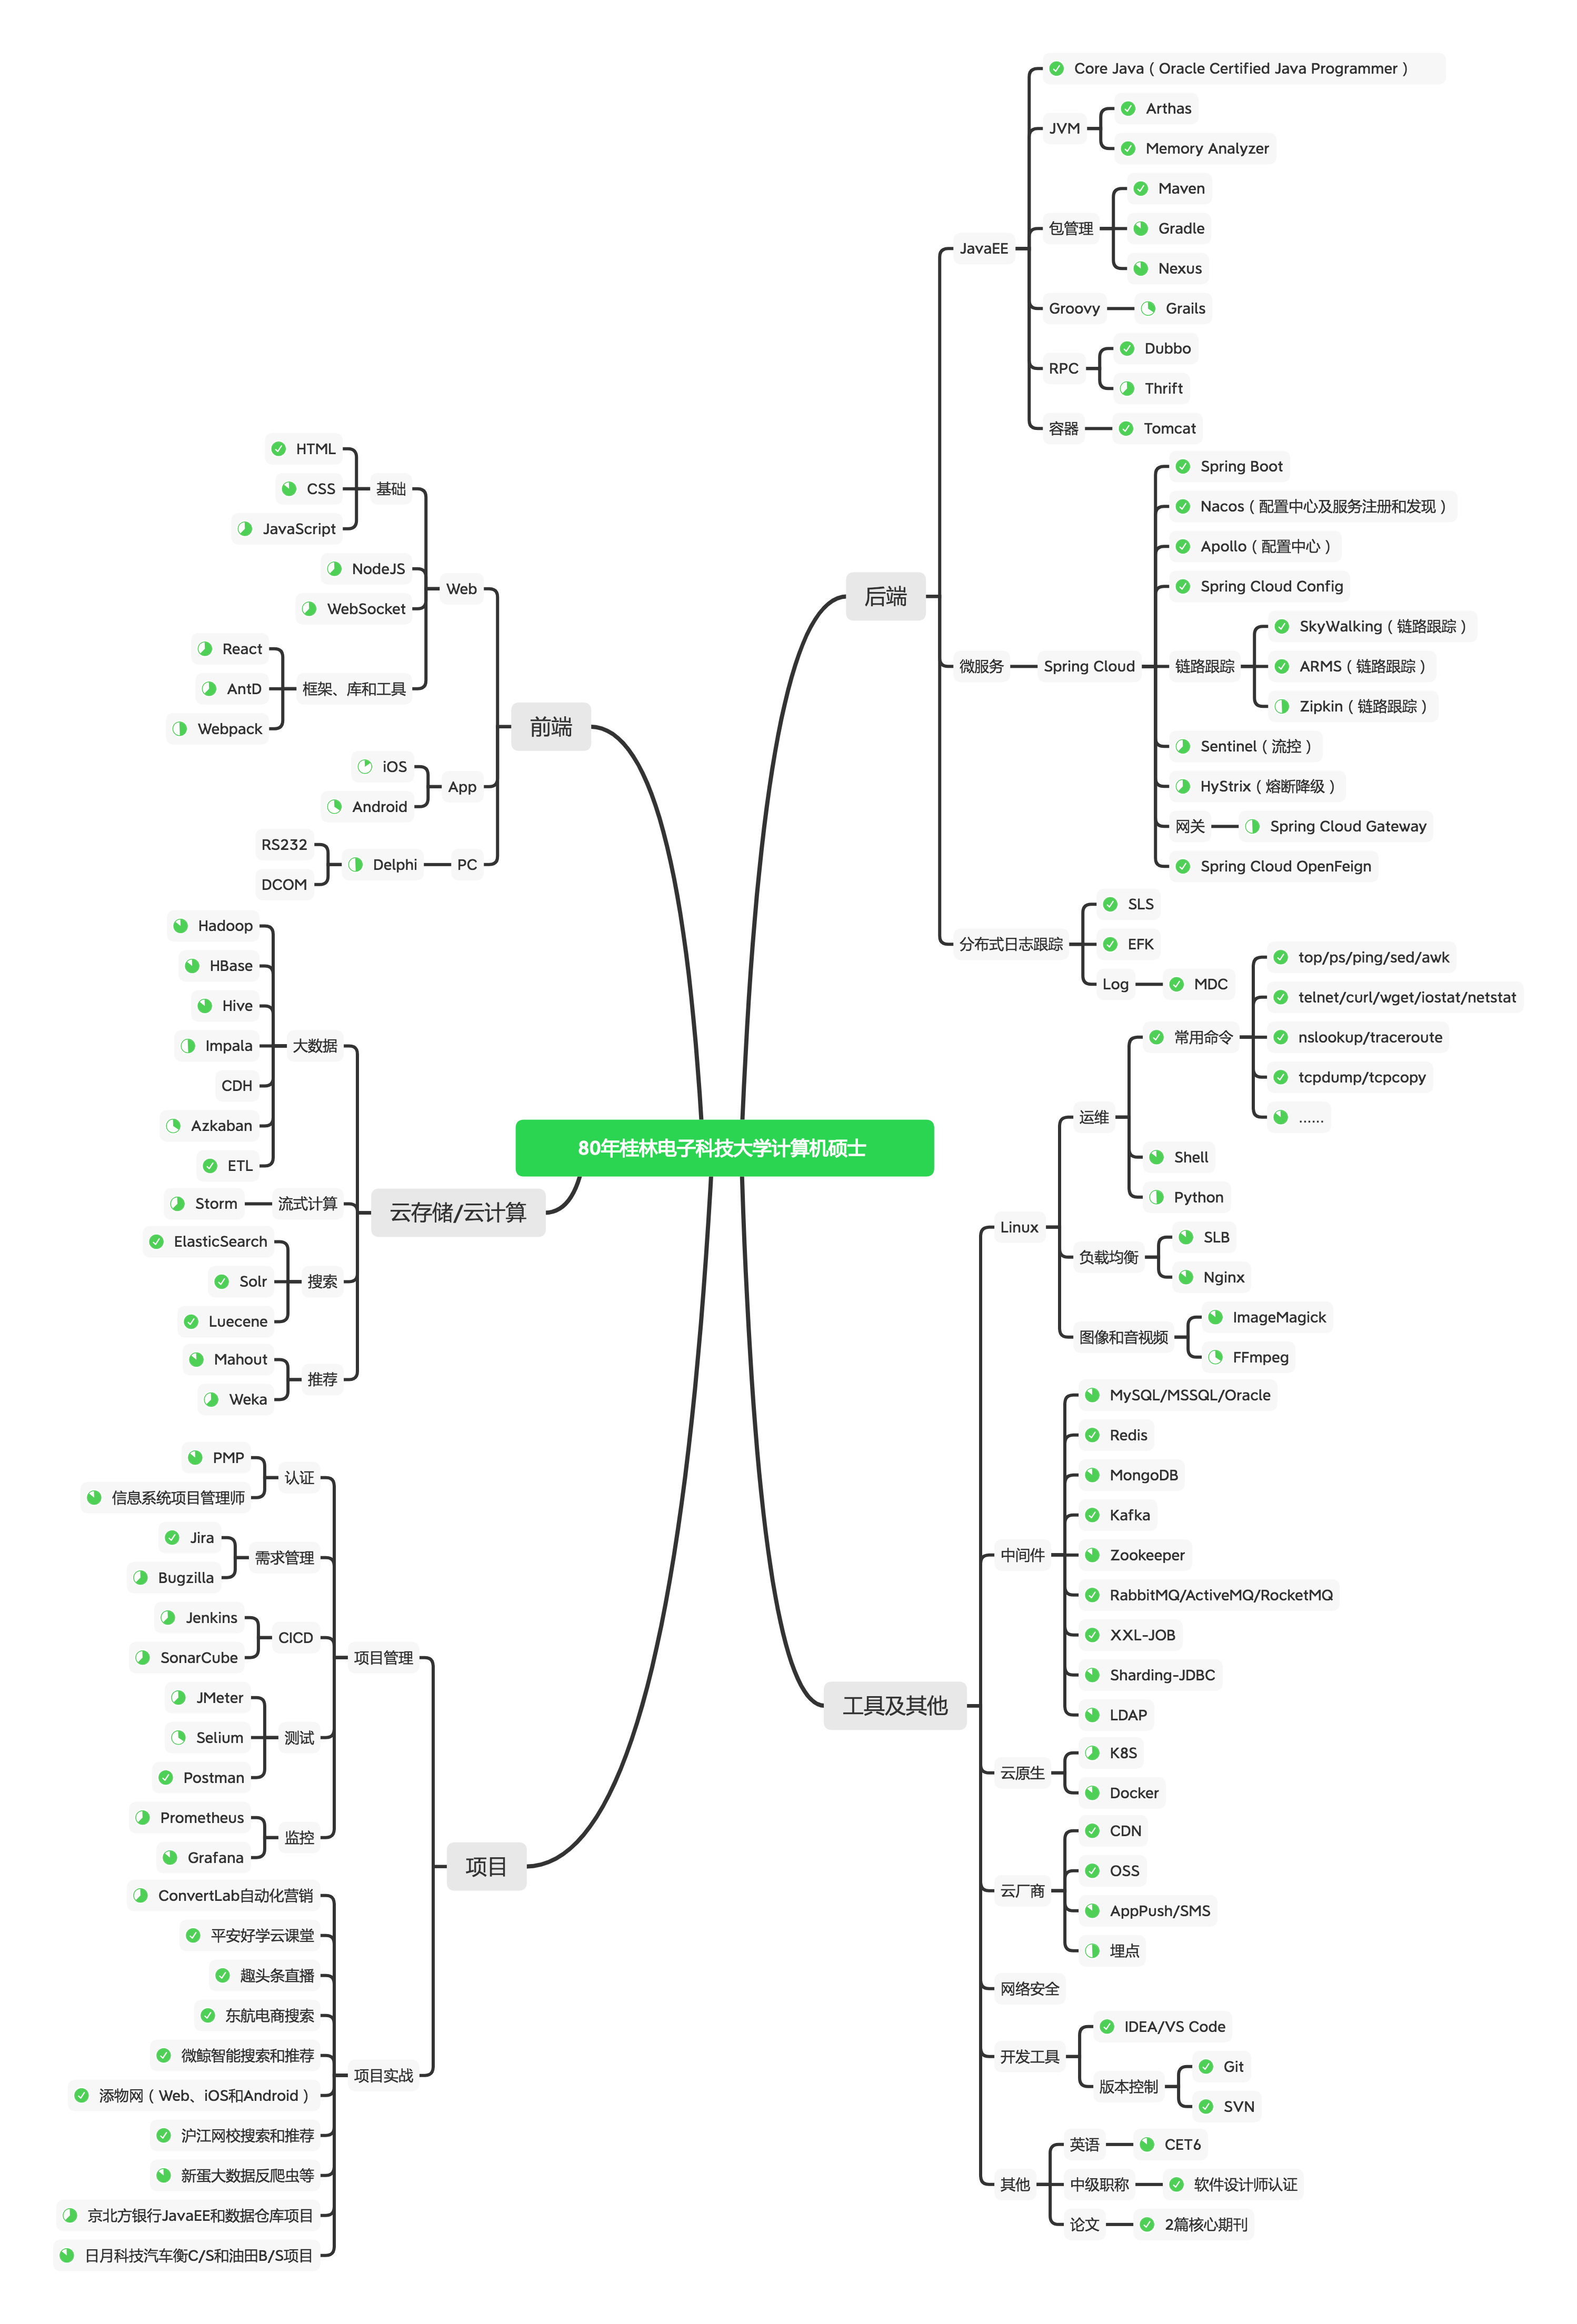 80年桂林电子科技大学计算机硕士
后端
JavaEE
Core Java（Oracle Certified Java Programmer）
JVM
Arthas
Memory Analyzer
包管理
Maven
Gradle
Nexus
Groovy
Grails
RPC
Dubbo
Thrift
容器
Tomcat
微服务
Spring Cloud
Spring Boot
Nacos（配置中心及服务注册和发现）
Apollo（配置中心）
Spring Cloud Config
链路跟踪
SkyWalking（链路跟踪）
ARMS（链路跟踪）
Zipkin（链路跟踪）
Sentinel（流控）
HyStrix（熔断降级）
网关
Spring Cloud Gateway
Spring Cloud OpenFeign
分布式日志跟踪
SLS
EFK
Log
MDC
工具及其他
Linux
运维
常用命令
top/ps/ping/sed/awk
telnet/curl/wget/iostat/netstat
nslookup/traceroute
tcpdump/tcpcopy
......
Shell
Python
负载均衡
SLB
Nginx
图像和音视频
ImageMagick
FFmpeg
中间件
MySQL/MSSQL/Oracle
Redis
MongoDB
Kafka
Zookeeper
RabbitMQ/ActiveMQ/RocketMQ
XXL-JOB
Sharding-JDBC
LDAP
云原生
K8S
Docker
云厂商
CDN
OSS
AppPush/SMS
埋点
网络安全
开发工具
IDEA/VS Code
版本控制
Git
SVN
其他
英语
CET6
中级职称
软件设计师认证
论文
2篇核心期刊
前端
Web
基础
HTML
CSS
JavaScript
NodeJS
WebSocket
框架、库和工具
React
AntD
Webpack
App
iOS
Android
PC
Delphi
RS232
DCOM
云存储/云计算
大数据
Hadoop
HBase
Hive
Impala
CDH
Azkaban
ETL
流式计算
Storm
搜索
ElasticSearch
Solr
Luecene
推荐
Mahout
Weka
项目
项目管理
认证
PMP
信息系统项目管理师
需求管理
Jira
Bugzilla
CICD
Jenkins
SonarCube
测试
JMeter
Selium
Postman
监控
Prometheus
Grafana
项目实战
ConvertLab自动化营销
平安好学云课堂
趣头条直播
东航电商搜索
微鲸智能搜索和推荐
添物网（Web、iOS和Android）
沪江网校搜索和推荐
新蛋大数据反爬虫等
京北方银行JavaEE和数据仓库项目
日月科技汽车衡C/S和油田B/S项目